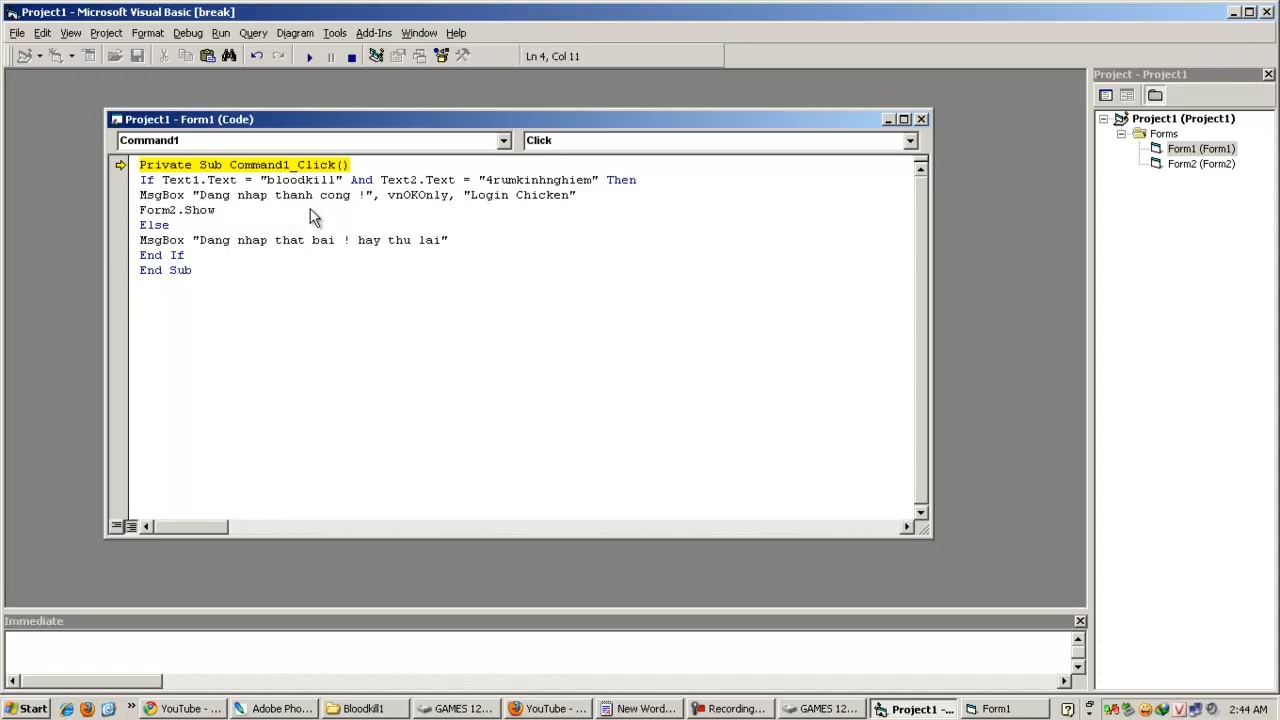 Project1 - Microsoft Visual Basic [break]
File Edit View Project Format Debug Run Query Diagram Tools Add-Ins Window Help
Ln 4, Col 11
Project - Project1
Project1 (Project1)
Forms
Form1 (Form1)
Form2 (Form2)
Project1 - Form1 (Code)
Command1 Click
Private Sub Command1_Click()
If Text1.Text = "bloodkill" And Text2.Text = "4rumkinhnghiem" Then
MsgBox "Dang nhap thanh cong !", vnOKOnly, "Login Chicken"
Form2.Show
Else
MsgBox "Dang nhap that bai ! hay thu lai"
End If
End Sub
Immediate
Start » YouTube - ... Adobe Pho... Bloodkill1 GAMES 12... YouTube - ... New Word... Recording... GAMES 12... Project1 -... Form1 2:44 AM